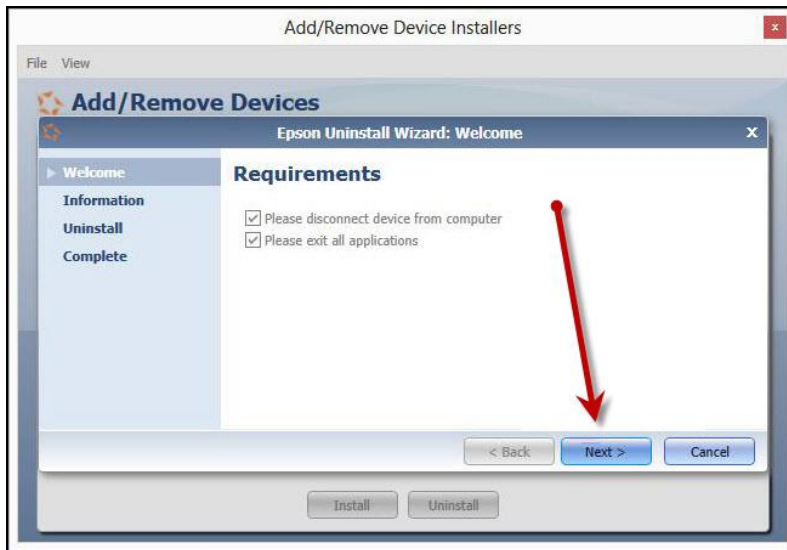 Add/Remove Device Installers
x
File View
Add/Remove Devices
Epson Uninstall Wizard: Welcome
X
Welcome
Information
Uninstall
Complete
Requirements
Please disconnect device from computer
Please exit all applications
< Back Next > Cancel
Install Uninstall